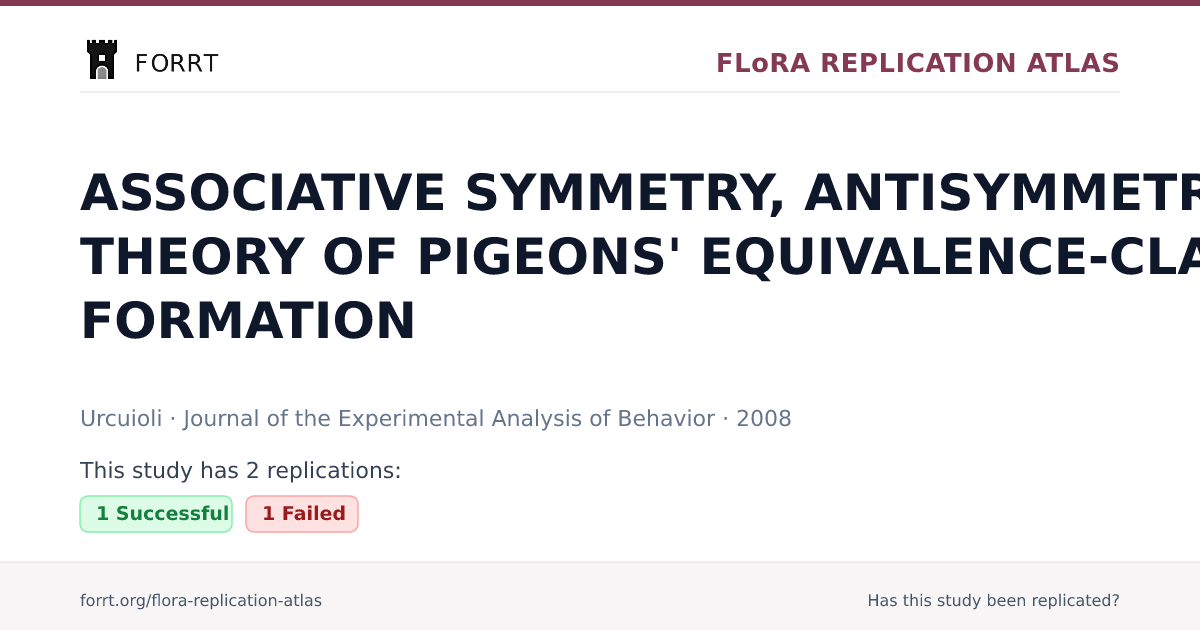 FORRT
FLoRA REPLICATION ATLAS
ASSOCIATIVE SYMMETRY, ANTISYMMETR
THEORY OF PIGEONS' EQUIVALENCE-CLA
FORMATION
Urcuioli · Journal of the Experimental Analysis of Behavior · 2008
This study has 2 replications:
1 Successful
1 Failed
forrt.org/flora-replication-atlas
Has this study been replicated?